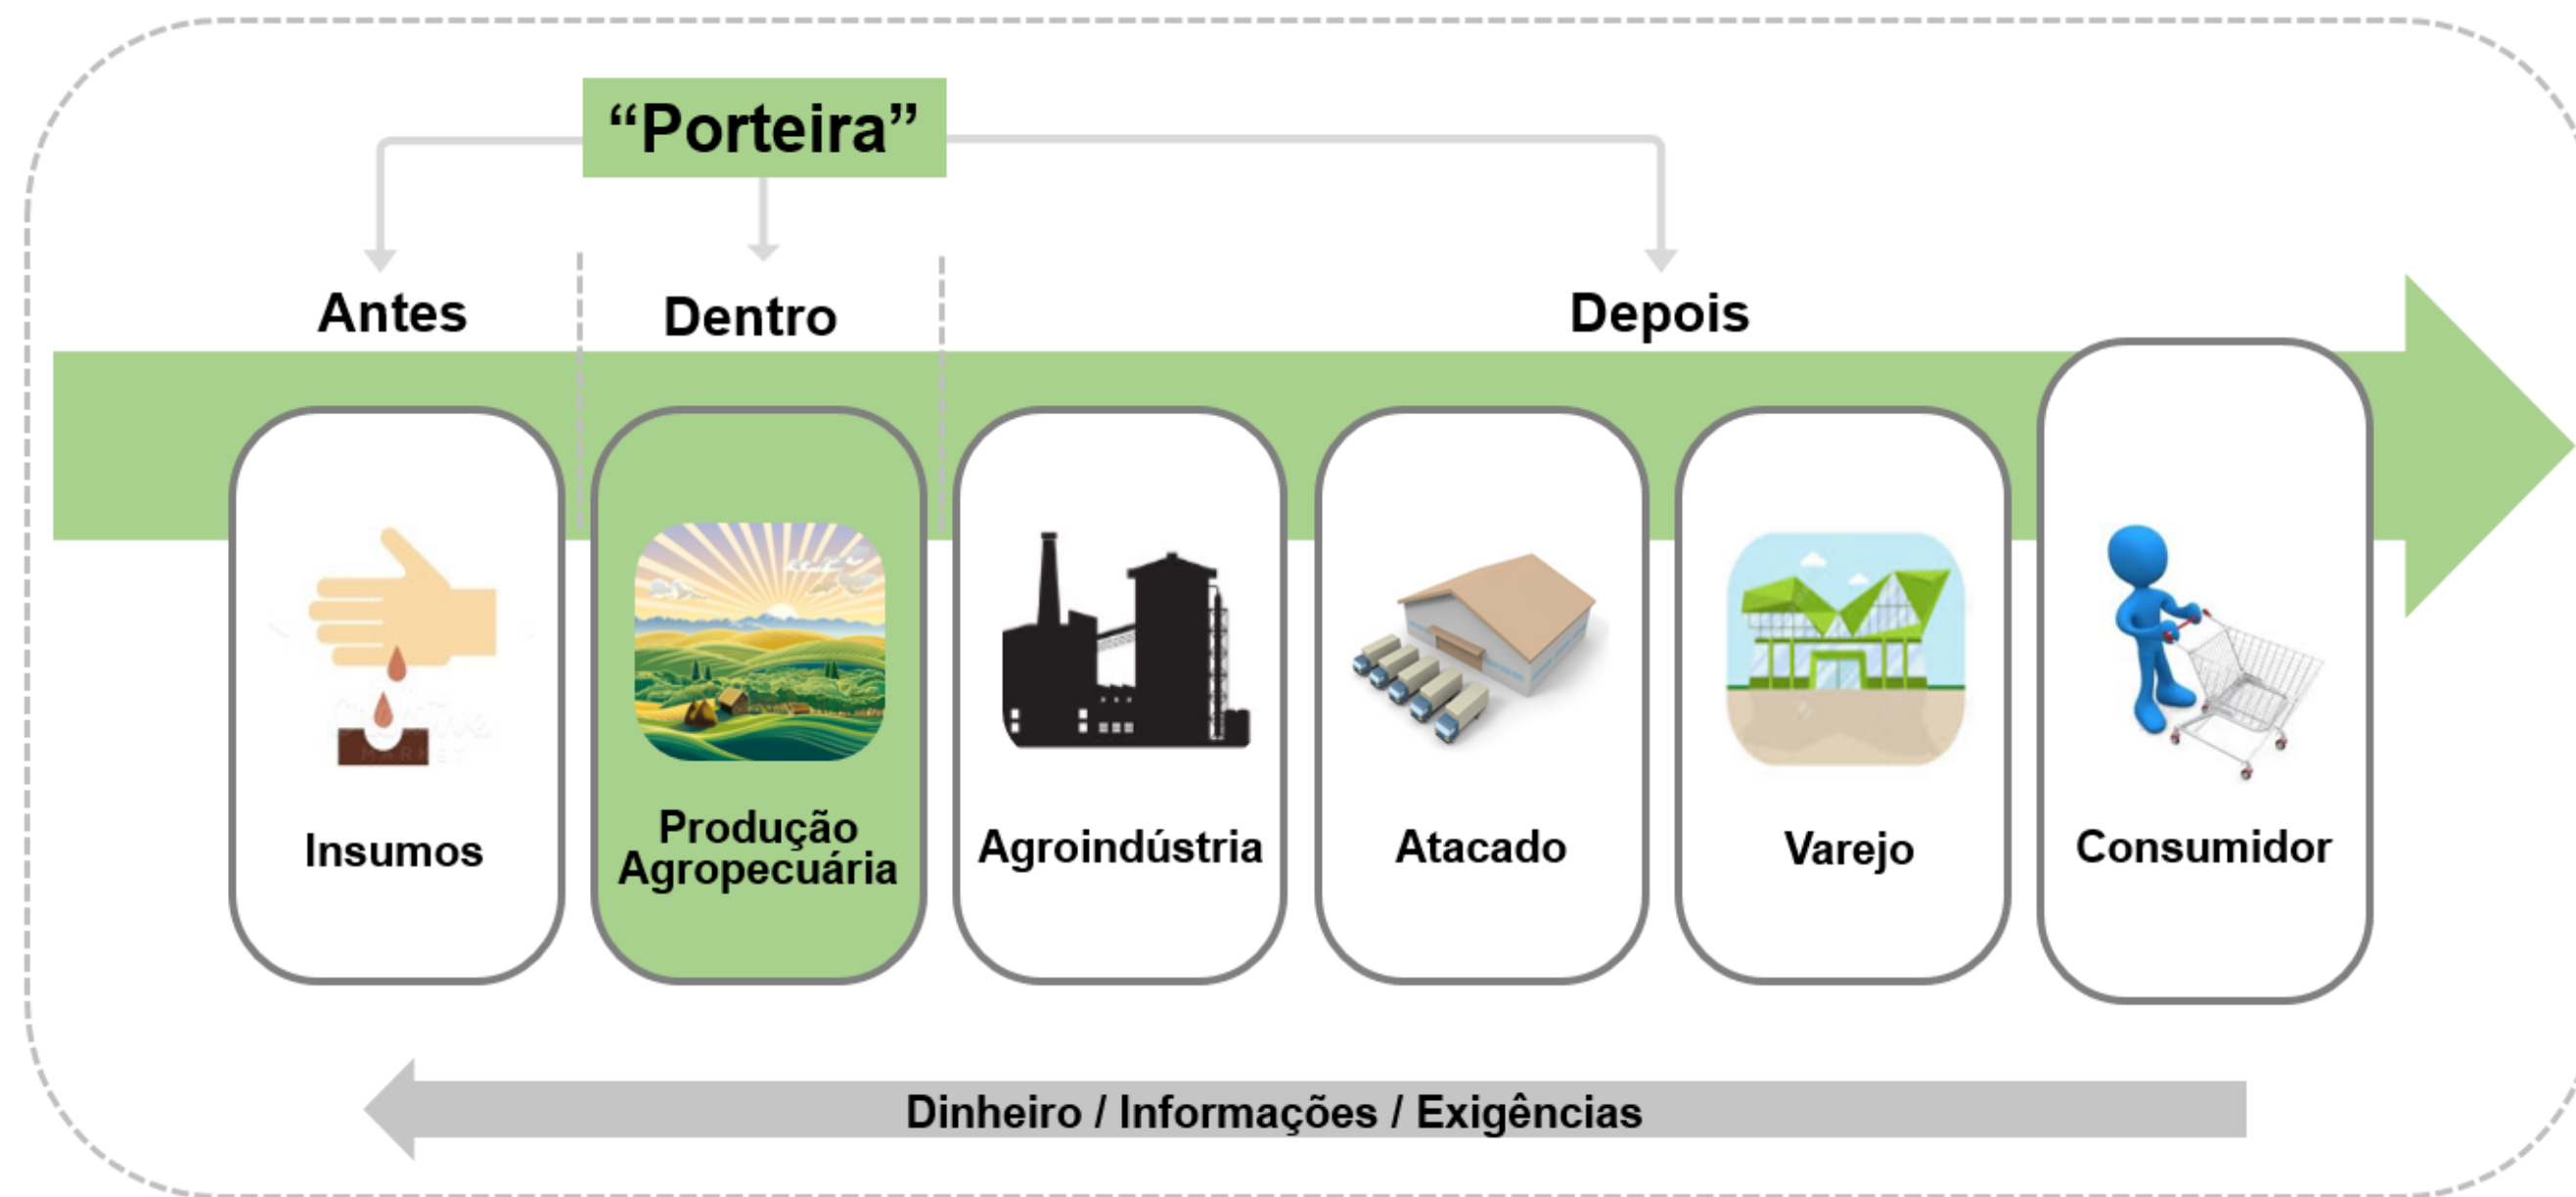 “Porteira”
Antes
Dentro
Depois
Insumos
Produção
Agropecuária
Agroindústria
Atacado
Varejo
Consumidor
Dinheiro / Informações / Exigências